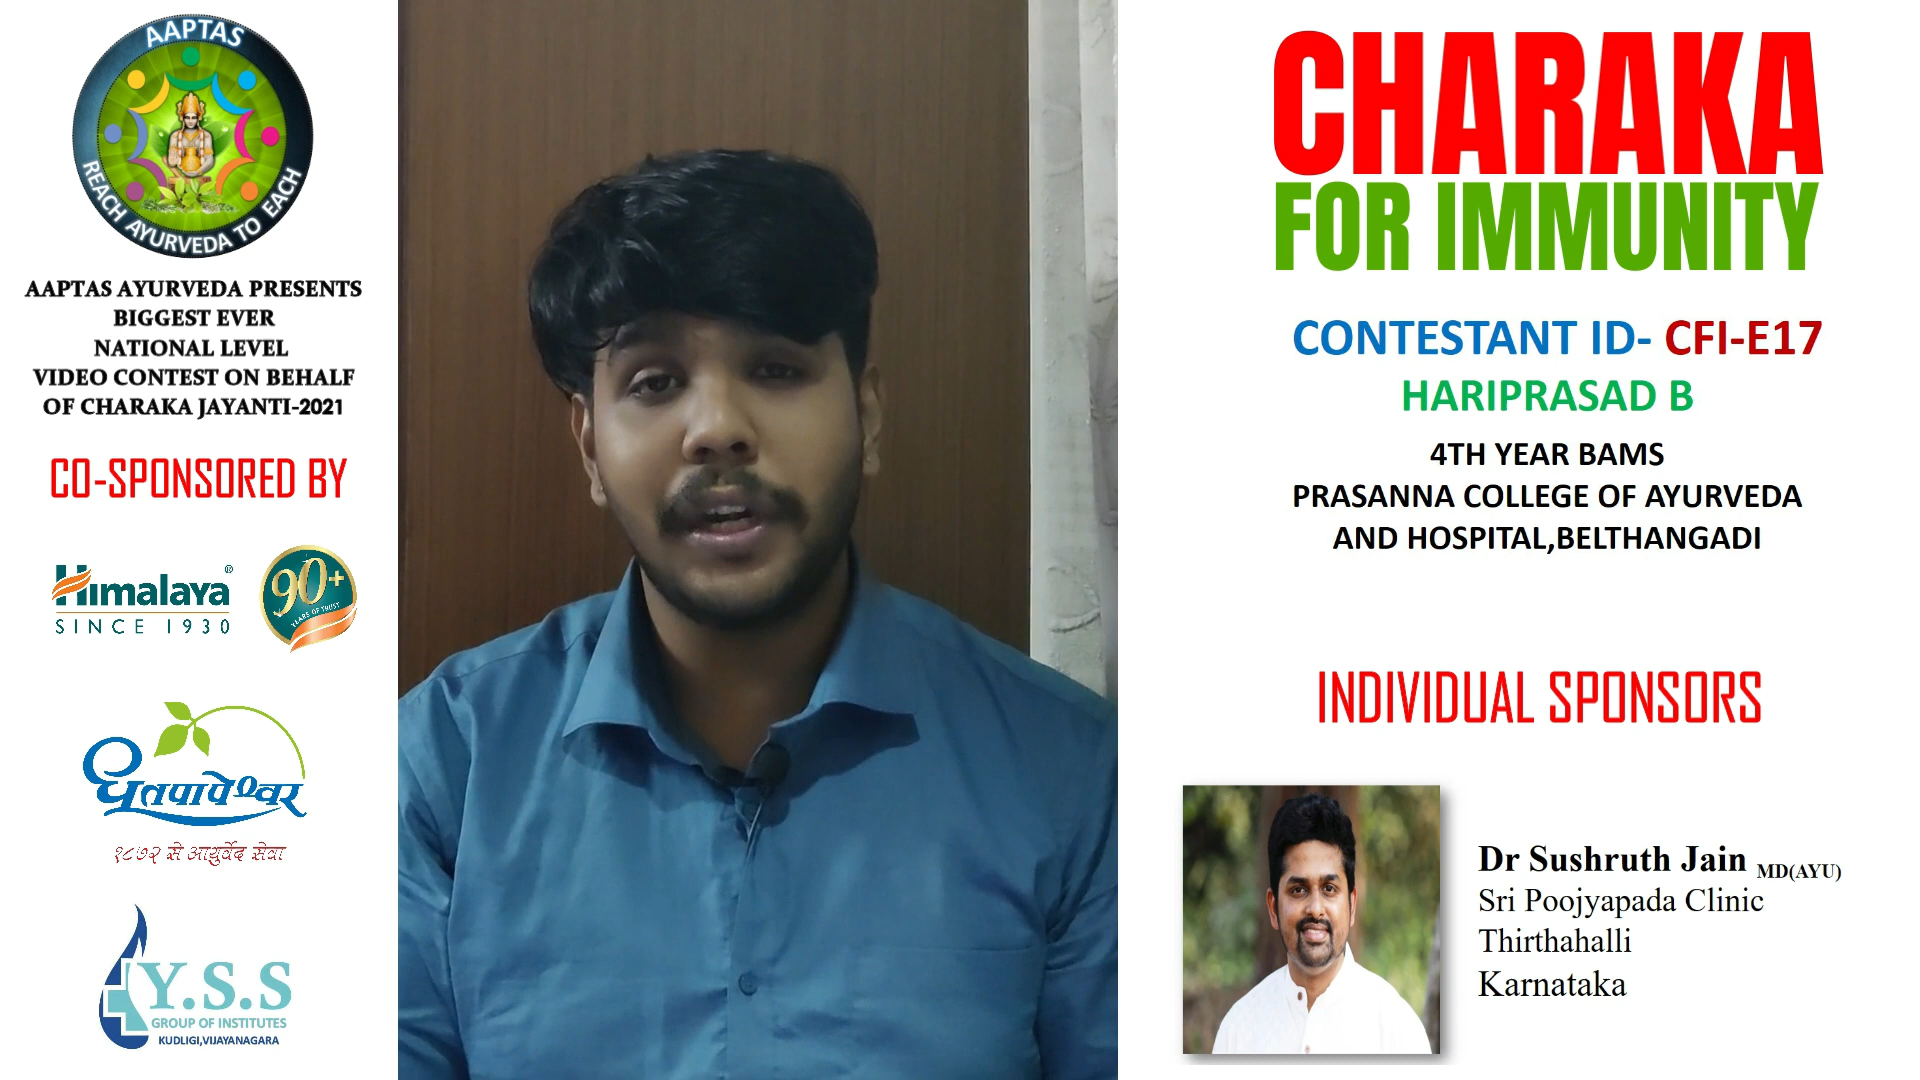 AAPTAS
REACH AYURVEDA TO EACH
AAPTAS AYURVEDA PRESENTS
BIGGEST EVER
NATIONAL LEVEL
VIDEO CONTEST ON BEHALF
OF CHARAKA JAYANTI-2021
CO-SPONSORED BY
Himalaya®
SINCE 1930
90+
YEARS OF TRUST
धूतपापेश्वर
१८७२ से आयुर्वेद सेवा
Y.S.S
GROUP OF INSTITUTES
KUDLIGI,VIJAYANAGARA
CHARAKA
FOR IMMUNITY
CONTESTANT ID- CFI-E17
HARIPRASAD B
4TH YEAR BAMS
PRASANNA COLLEGE OF AYURVEDA
AND HOSPITAL,BELTHANGADI
INDIVIDUAL SPONSORS
Dr Sushruth Jain MD(AYU)
Sri Poojyapada Clinic
Thirthahalli
Karnataka